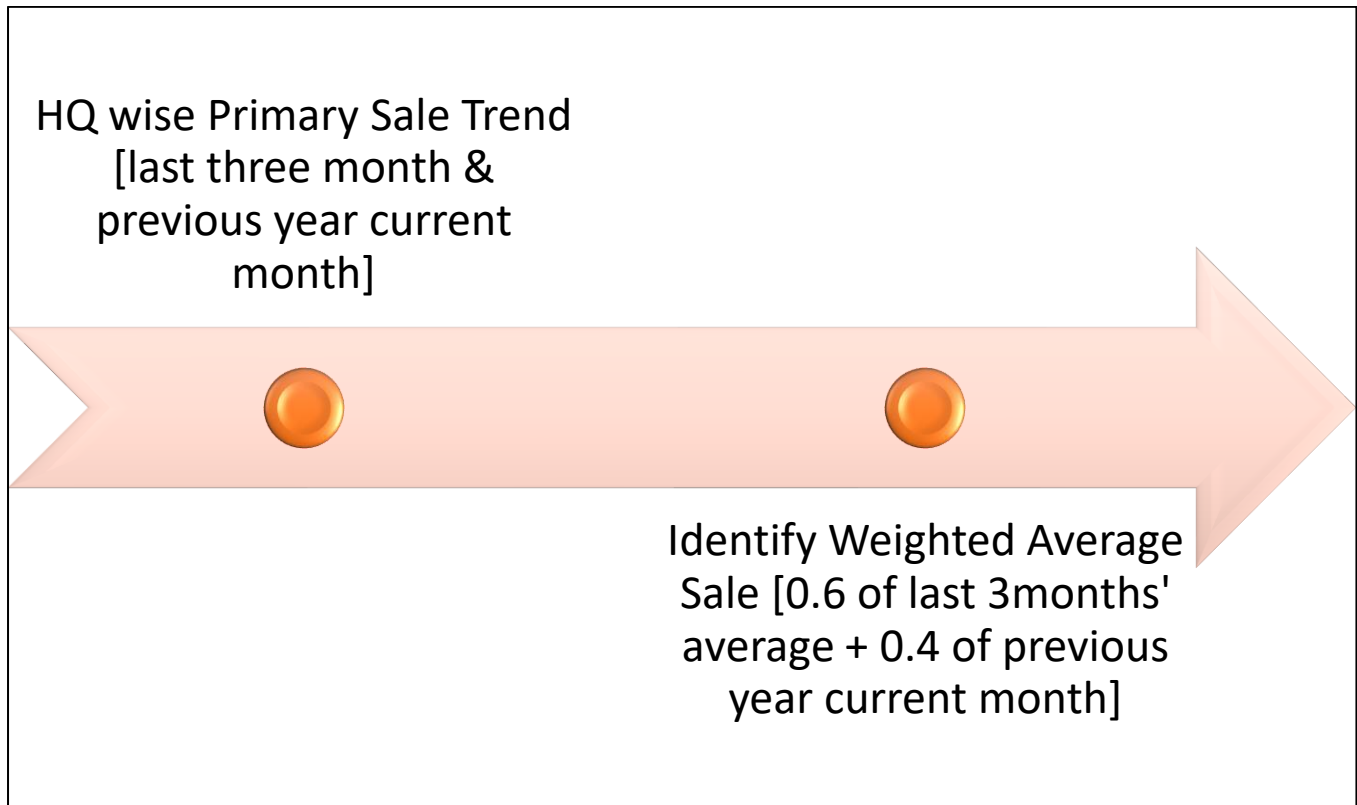 HQ wise Primary Sale Trend
[last three month &
previous year current
month]
Identify Weighted Average
Sale [0.6 of last 3months'
average + 0.4 of previous
year current month]